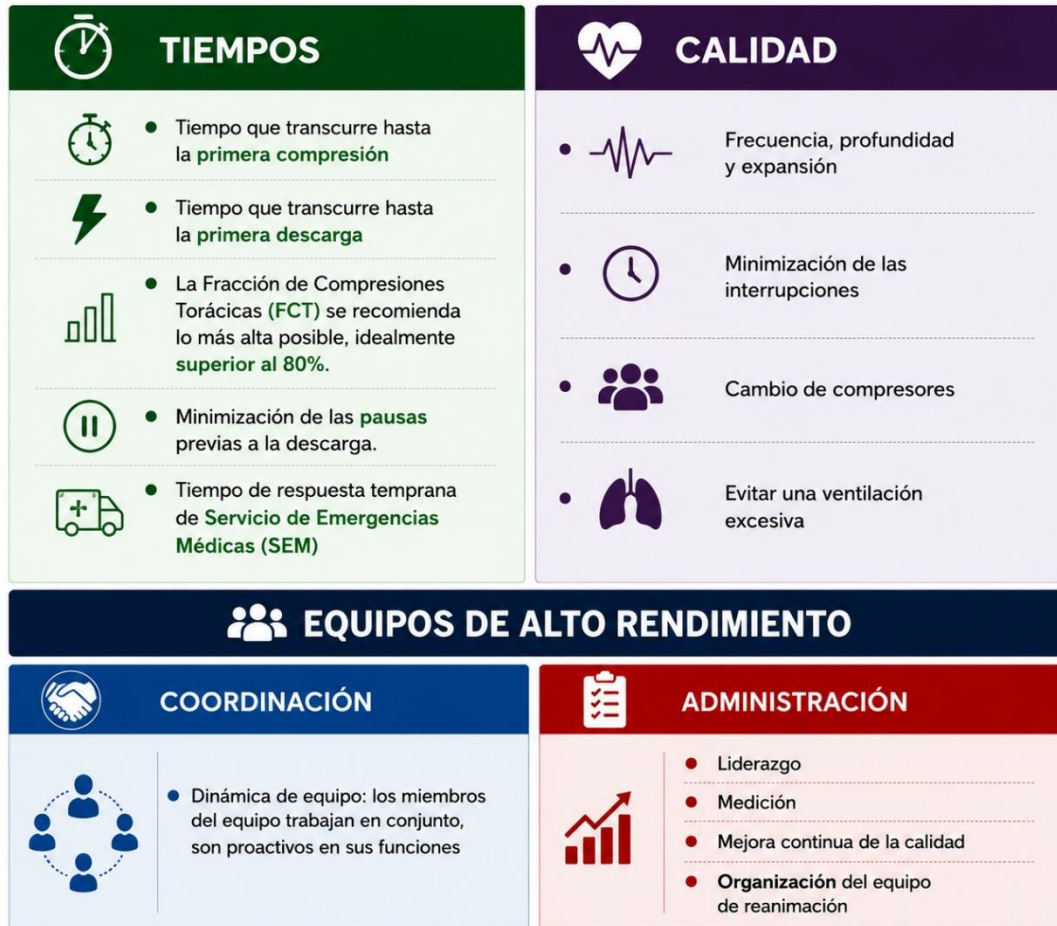 TIEMPOS
Tiempo que transcurre hasta
la primera compresión
Tiempo que transcurre hasta
la primera descarga
La Fracción de Compresiones
Torácicas (FCT) se recomienda
lo más alta posible, idealmente
superior al 80%.
Minimización de las pausas
previas a la descarga.
Tiempo de respuesta temprana
de Servicio de Emergencias
Médicas (SEM)
CALIDAD
Frecuencia, profundidad
y expansión
Minimización de las
interrupciones
Cambio de compresores
Evitar una ventilación
excesiva
EQUIPOS DE ALTO RENDIMIENTO
COORDINACIÓN
Dinámica de equipo: los miembros
del equipo trabajan en conjunto,
son proactivos en sus funciones
ADMINISTRACIÓN
Liderazgo
Medición
Mejora continua de la calidad
Organización del equipo
de reanimación